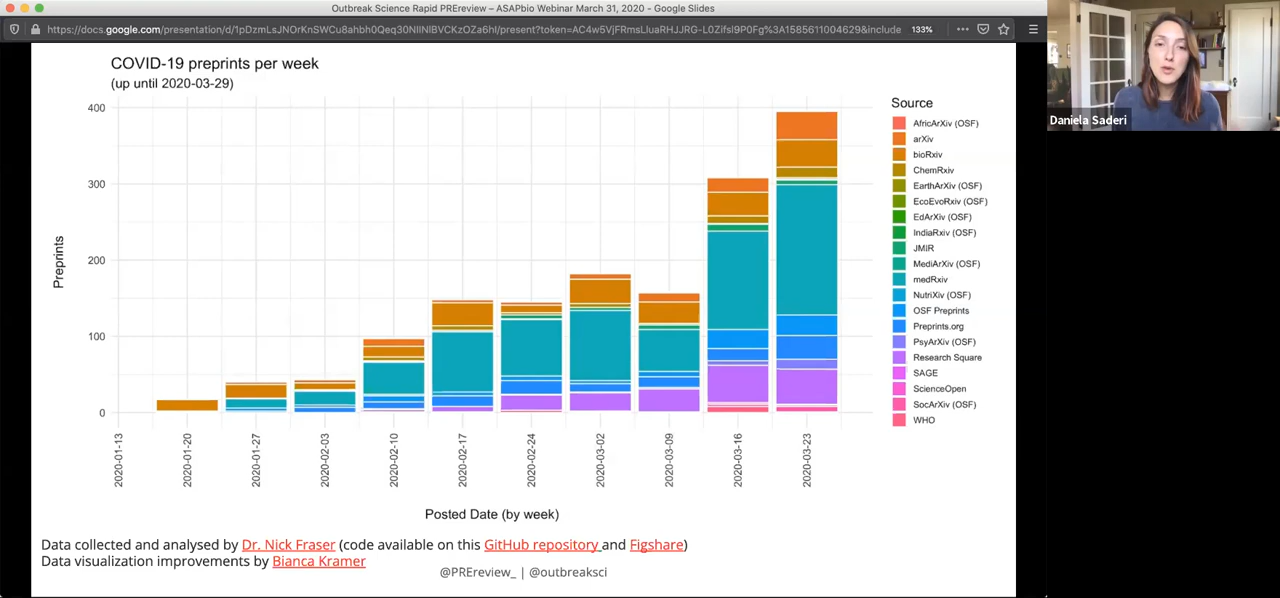 Outbreak Science Rapid PREreview – ASAPbio Webinar March 31, 2020 - Google Slides
133%
Daniela Saderi
COVID-19 preprints per week
(up until 2020-03-29)
400
300
200
100
0
Preprints
2020-01-13
2020-01-20
2020-01-27
2020-02-03
2020-02-10
2020-02-17
2020-02-24
2020-03-02
2020-03-09
2020-03-16
2020-03-23
Posted Date (by week)
Source
AfricArXiv (OSF)
arXiv
bioRxiv
ChemRxiv
EarthArXiv (OSF)
EcoEvoRxiv (OSF)
EdArXiv (OSF)
IndiaRxiv (OSF)
JMIR
MediArXiv (OSF)
medRxiv
NutriXiv (OSF)
OSF Preprints
Preprints.org
PsyArXiv (OSF)
Research Square
SAGE
ScienceOpen
SocArXiv (OSF)
WHO
Data collected and analysed by Dr. Nick Fraser (code available on this GitHub repository and Figshare)
Data visualization improvements by Bianca Kramer
@PREreview_ | @outbreaksci